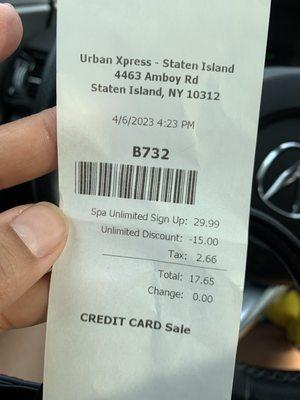 Urban Xpress - Staten Island
4463 Amboy Rd
Staten Island, NY 10312
4/6/2023 4:23 PM
B732
Spa Unlimited Sign Up: 29.99
Unlimited Discount: -15.00
Tax: 2.66
Total: 17.65
Change: 0.00
CREDIT CARD Sale